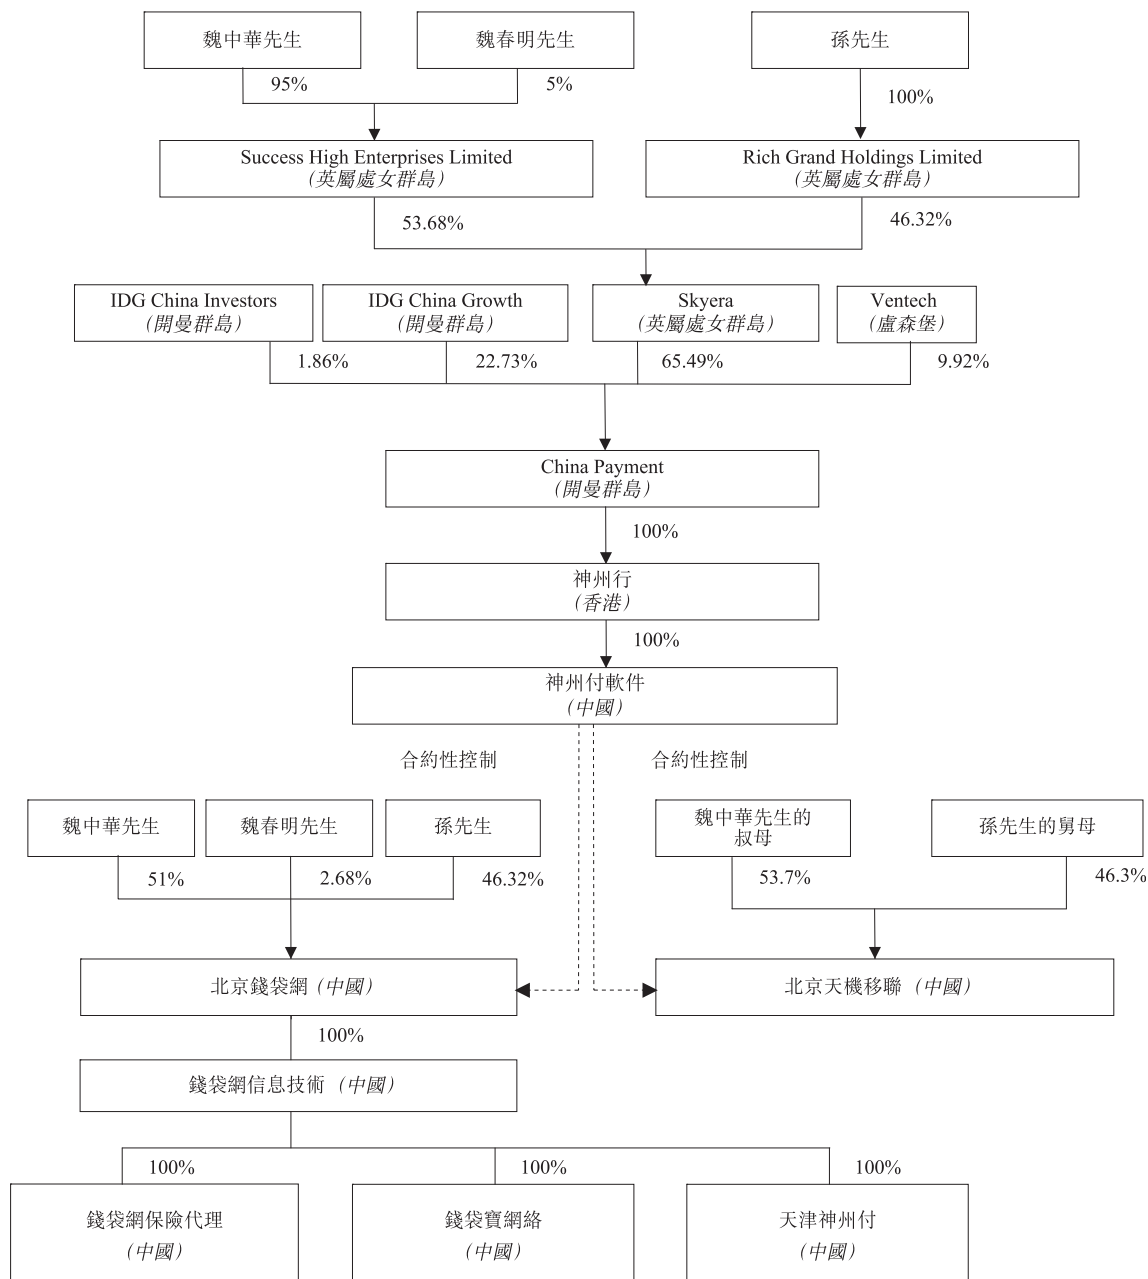 魏中華先生
魏春明先生
孫先生
95%
5%
100%
Success High Enterprises Limited
(英屬處女群島)
Rich Grand Holdings Limited
(英屬處女群島)
53.68%
46.32%
IDG China Investors
(開曼群島)
IDG China Growth
(開曼群島)
Skyera
(英屬處女群島)
Ventech
(盧森堡)
1.86%
22.73%
65.49%
9.92%
China Payment
(開曼群島)
100%
神州行
(香港)
100%
神州付軟件
(中國)
合約性控制
合約性控制
魏中華先生
魏春明先生
孫先生
魏中華先生的
叔母
孫先生的舅母
51%
2.68%
46.32%
53.7%
46.3%
北京錢袋網 (中國)
北京天機移聯 (中國)
100%
錢袋網信息技術 (中國)
100%
100%
100%
錢袋網保險代理
(中國)
錢袋寶網絡
(中國)
天津神州付
(中國)